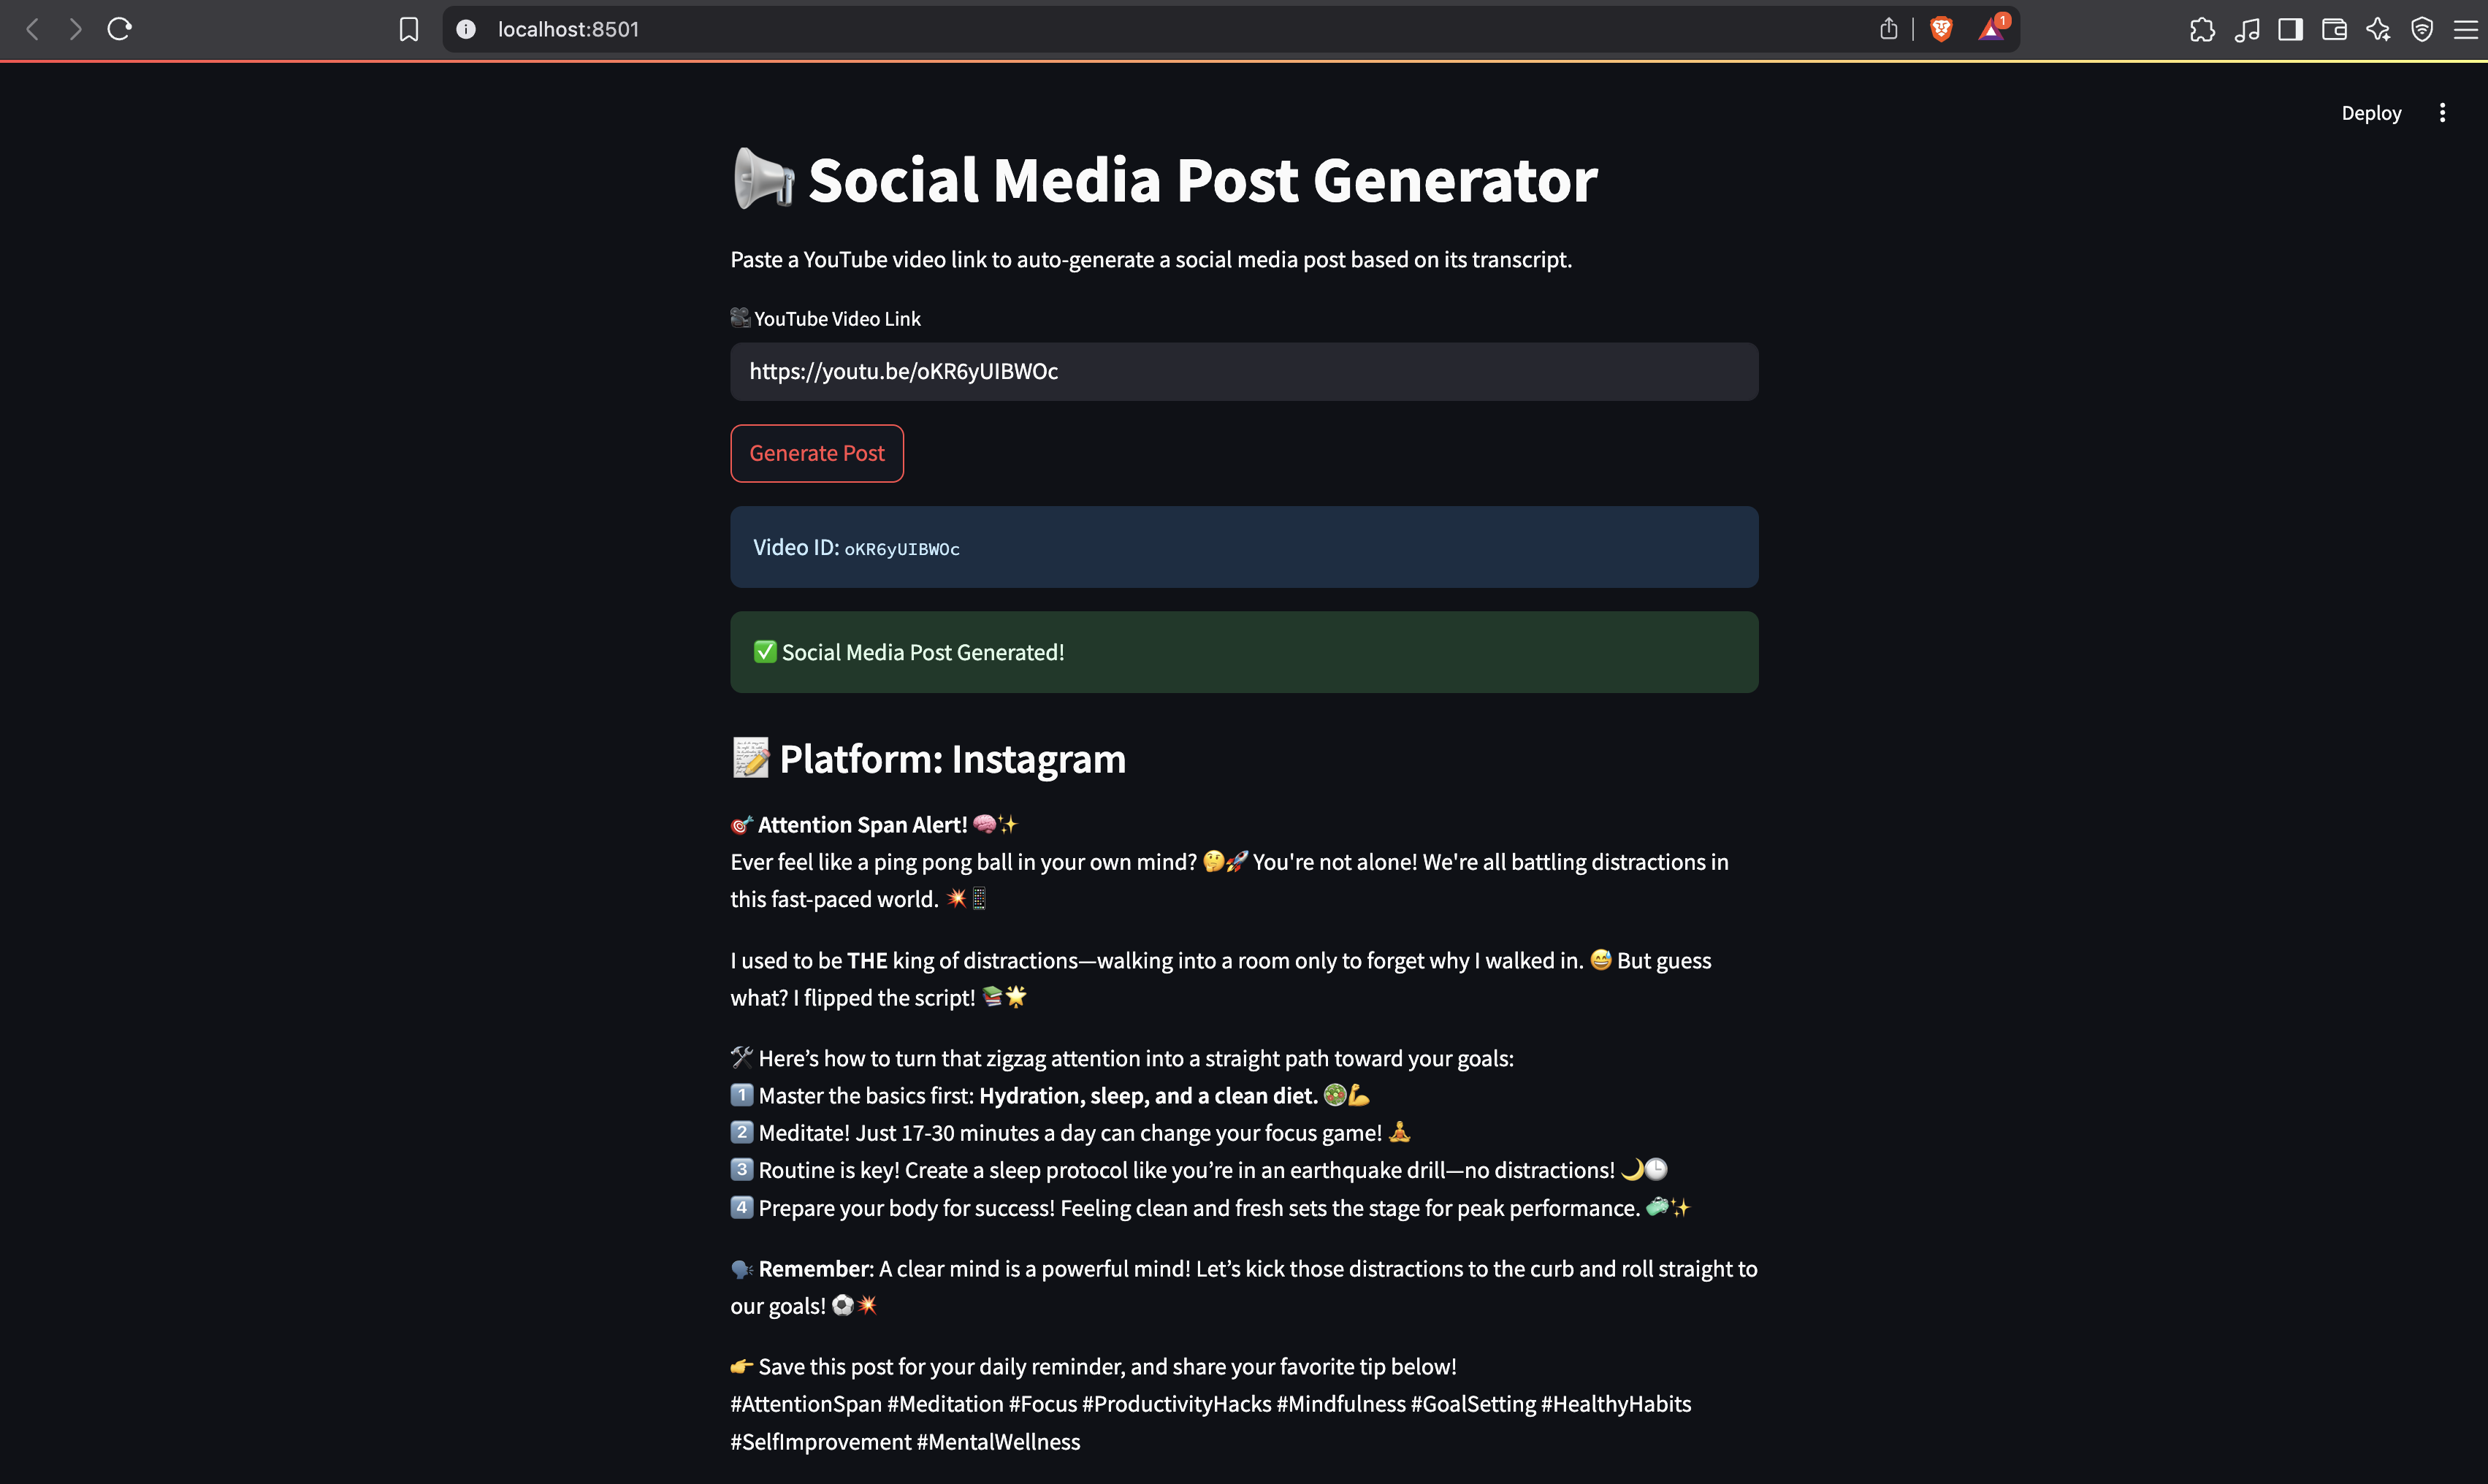 localhost:8501
1
Deploy
📢 Social Media Post Generator
Paste a YouTube video link to auto-generate a social media post based on its transcript.
🎥 YouTube Video Link
https://youtu.be/oKR6yUIBWOc
Generate Post
Video ID: oKR6yUIBWOc
✅ Social Media Post Generated!
📝 Platform: Instagram
🎯 Attention Span Alert! 🧠✨
Ever feel like a ping pong ball in your own mind? 🤔🚀 You're not alone! We're all battling distractions in
this fast-paced world. 💥📱
I used to be THE king of distractions—walking into a room only to forget why I walked in. 😅 But guess
what? I flipped the script! 📚🌟
🛠️ Here’s how to turn that zigzag attention into a straight path toward your goals:
1️⃣ Master the basics first: Hydration, sleep, and a clean diet. 🥗💪
2️⃣ Meditate! Just 17-30 minutes a day can change your focus game! 🧘
3️⃣ Routine is key! Create a sleep protocol like you’re in an earthquake drill—no distractions! 🌙🕒
4️⃣ Prepare your body for success! Feeling clean and fresh sets the stage for peak performance. 🧼✨
🗣️ Remember: A clear mind is a powerful mind! Let’s kick those distractions to the curb and roll straight to
our goals! ⚽💥
👉 Save this post for your daily reminder, and share your favorite tip below!
#AttentionSpan #Meditation #Focus #ProductivityHacks #Mindfulness #GoalSetting #HealthyHabits
#SelfImprovement #MentalWellness